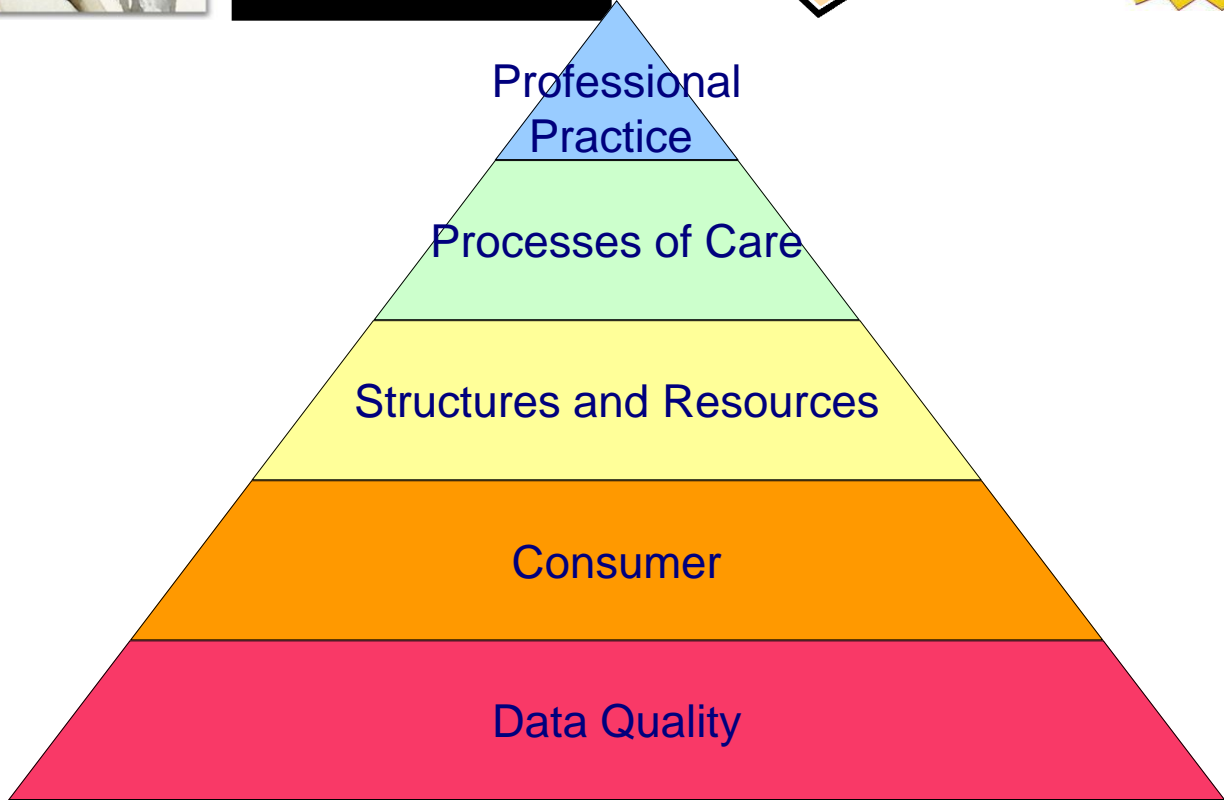 Professional
Practice
Processes of Care
Structures and Resources
Consumer
Data Quality